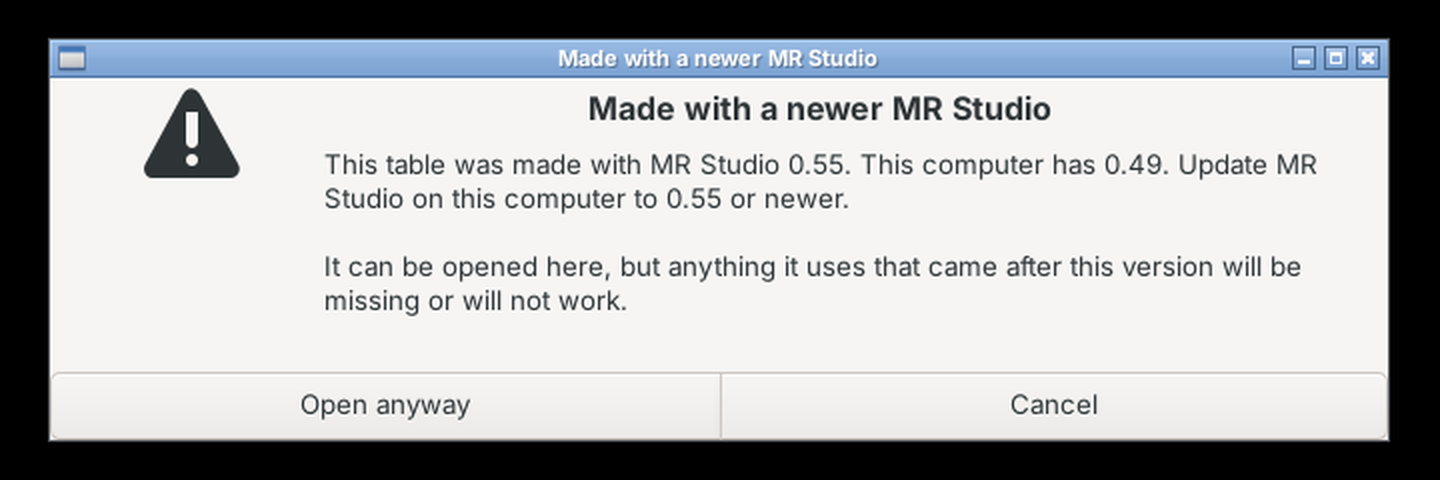 Made with a newer MR Studio
Made with a newer MR Studio
This table was made with MR Studio 0.55. This computer has 0.49. Update MR
Studio on this computer to 0.55 or newer.
It can be opened here, but anything it uses that came after this version will be
missing or will not work.
Open anyway
Cancel